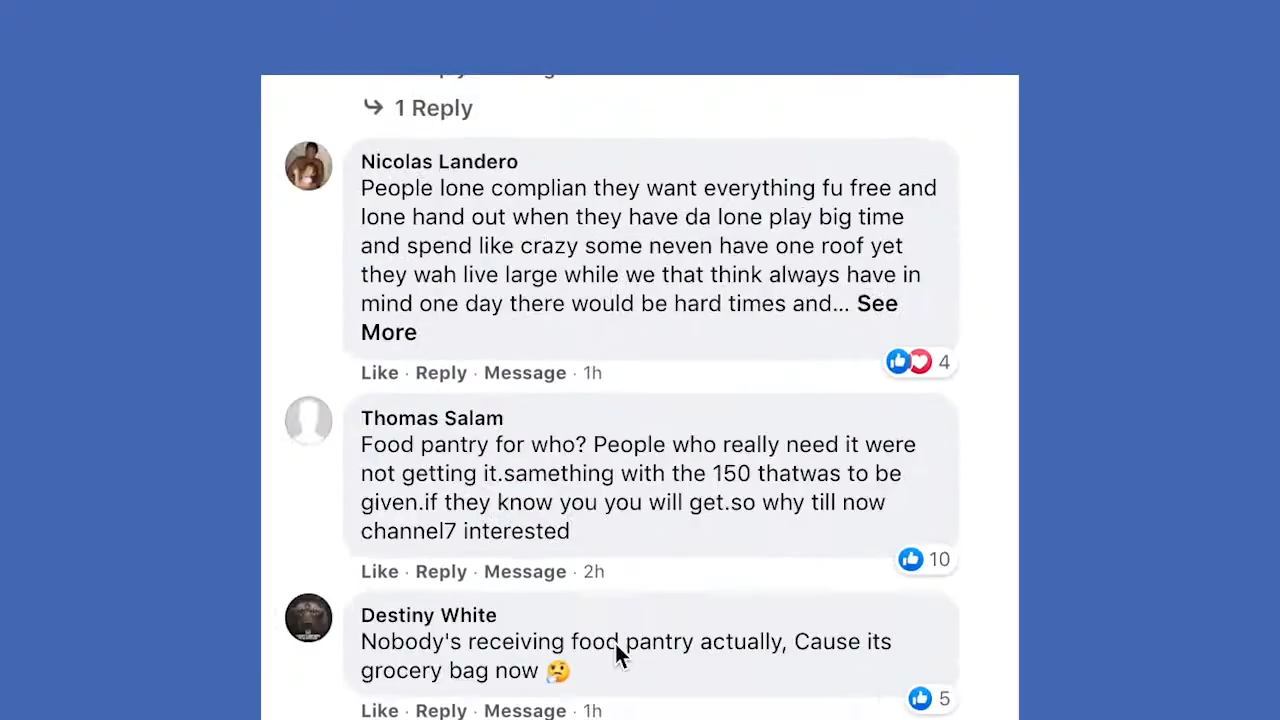 1 Reply
Nicolas Landero
People lone complian they want everything fu free and
lone hand out when they have da lone play big time
and spend like crazy some neven have one roof yet
they wah live large while we that think always have in
mind one day there would be hard times and... See
More
Like · Reply · Message · 1h
4
Thomas Salam
Food pantry for who? People who really need it were
not getting it.samething with the 150 thatwas to be
given.if they know you you will get.so why till now
channel7 interested
Like · Reply · Message · 2h
10
Destiny White
Nobody's receiving food pantry actually, Cause its
grocery bag now 🤔
5
Like · Reply · Message · 1h